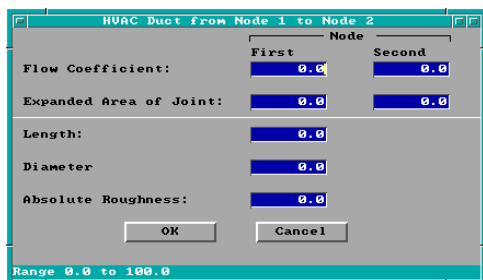 HVAC Duct from Node 1 to Node 2
Node
First Second
Flow Coefficient: 0.0 0.0
Expanded Area of Joint: 0.0 0.0
Length: 0.0
Diameter 0.0
Absolute Roughness: 0.0
OK Cancel
Range 0.0 to 100.0